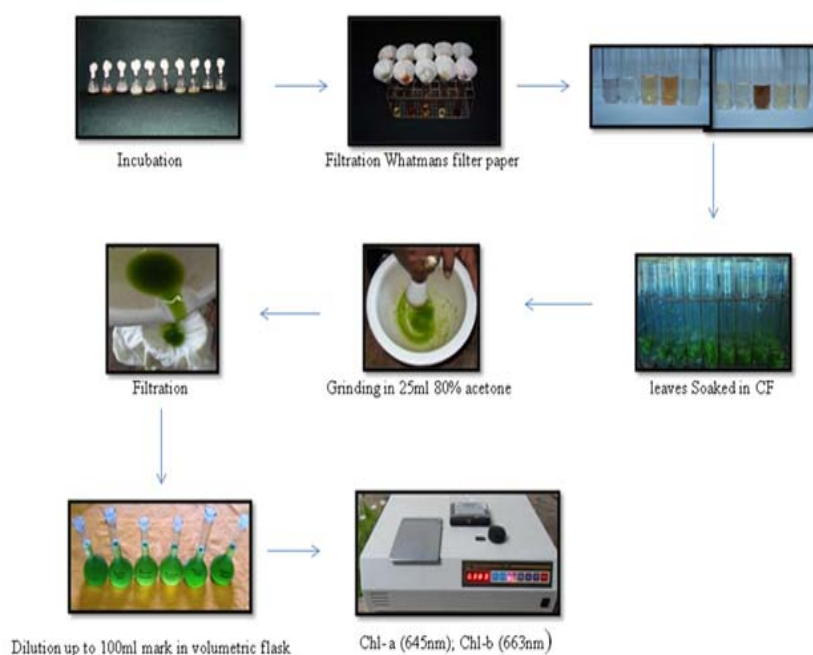 Incubation
Filtration Whatmans filter paper
leaves Soaked in CF
Grinding in 25ml 80% acetone
Filtration
Dilution up to 100ml mark in volumetric flask
Chl- a (645nm); Chl-b (663nm)